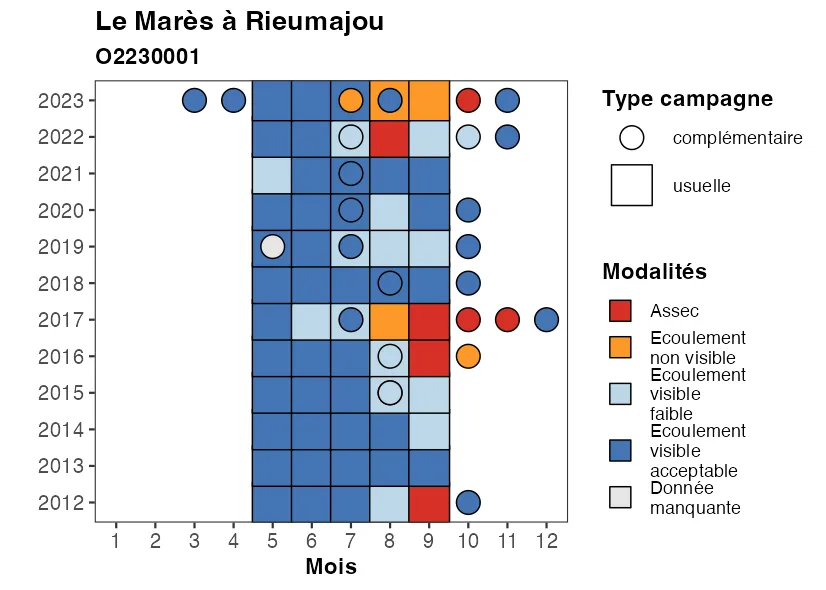 Le Marès à Rieumajou
O2230001
2023
2022
2021
2020
2019
2018
2017
2016
2015
2014
2013
2012
1 2 3 4 5 6 7 8 9 10 11 12
Mois
Type campagne
complémentaire
usuelle
Modalités
Assec
Ecoulement
non visible
Ecoulement
visible
faible
Ecoulement
visible
acceptable
Donnée
manquante